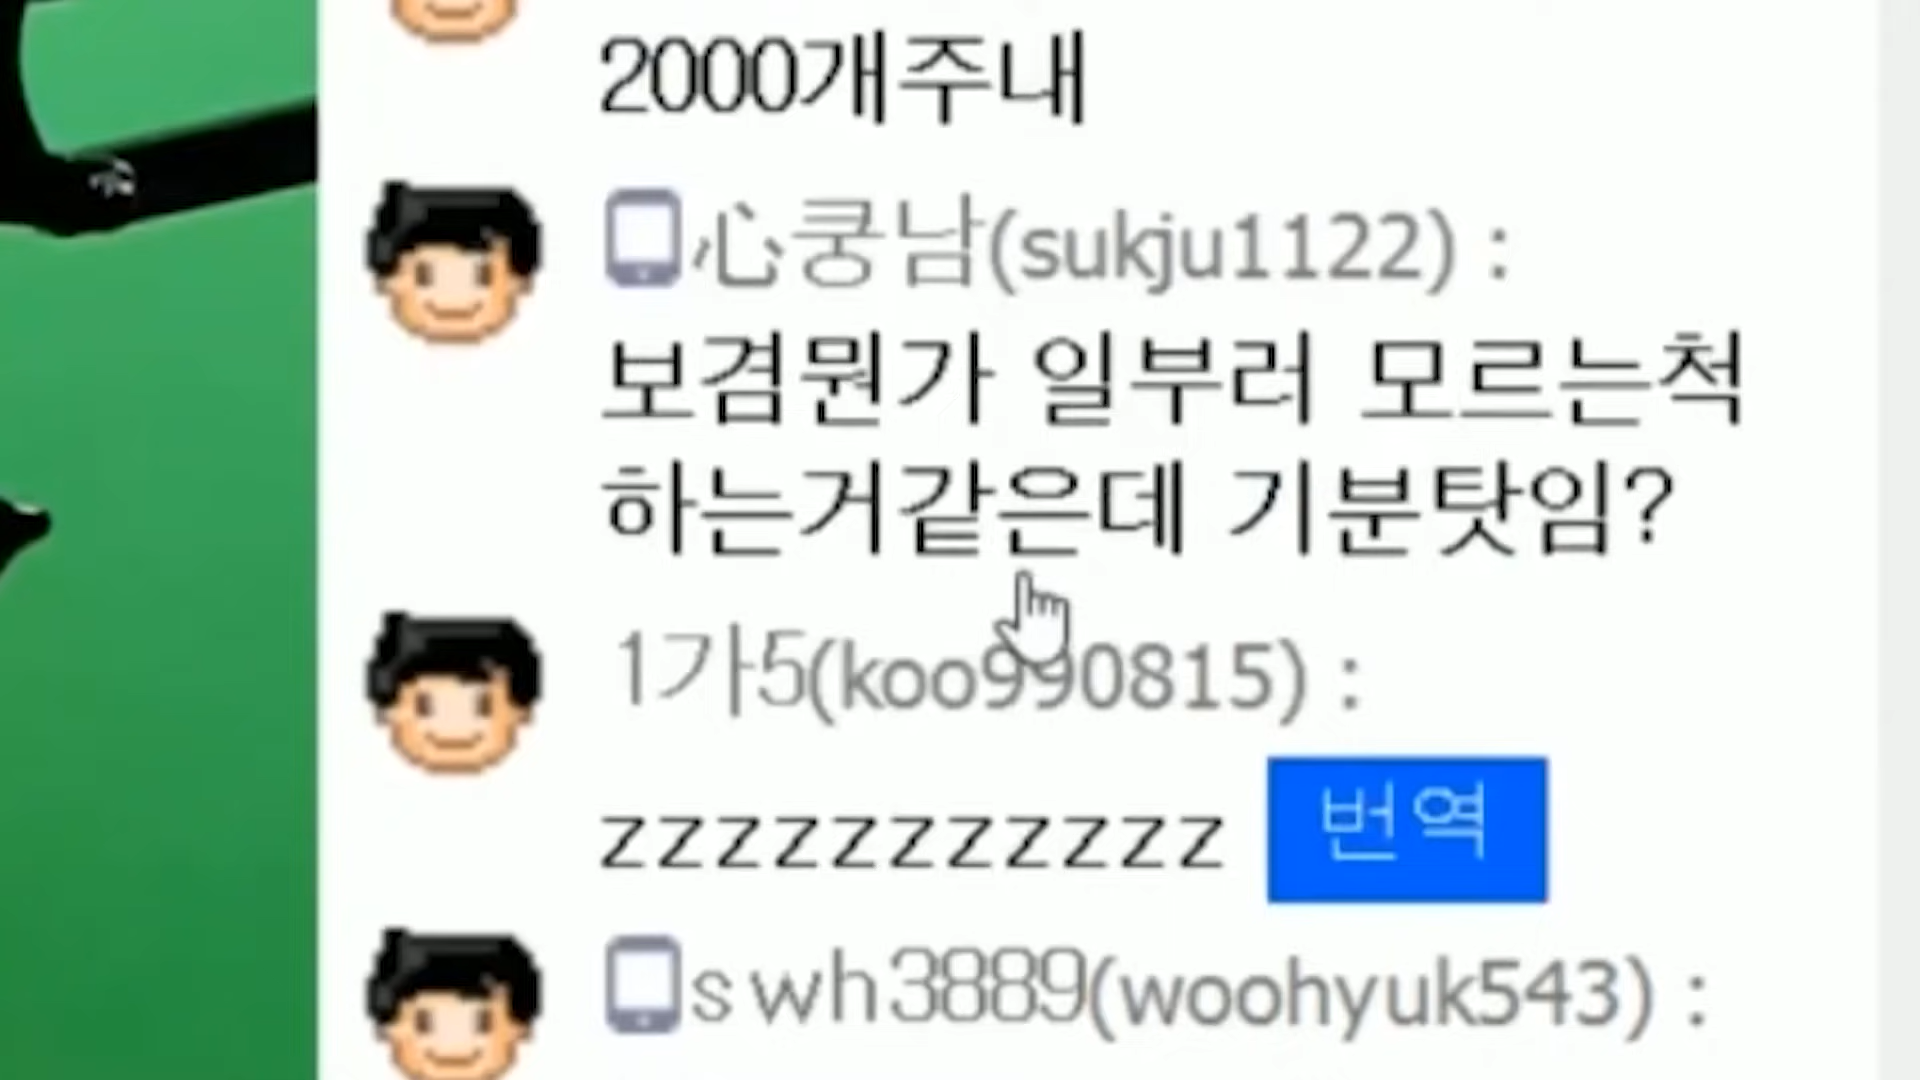 2000개주내
心쿵남(sukju1122) :
보겸뭔가 일부러 모르는척
하는거같은데 기분탓임?
1가5(koo990815) :
zzzzzzzzzzz 번역
swh3889(woohyuk543) :